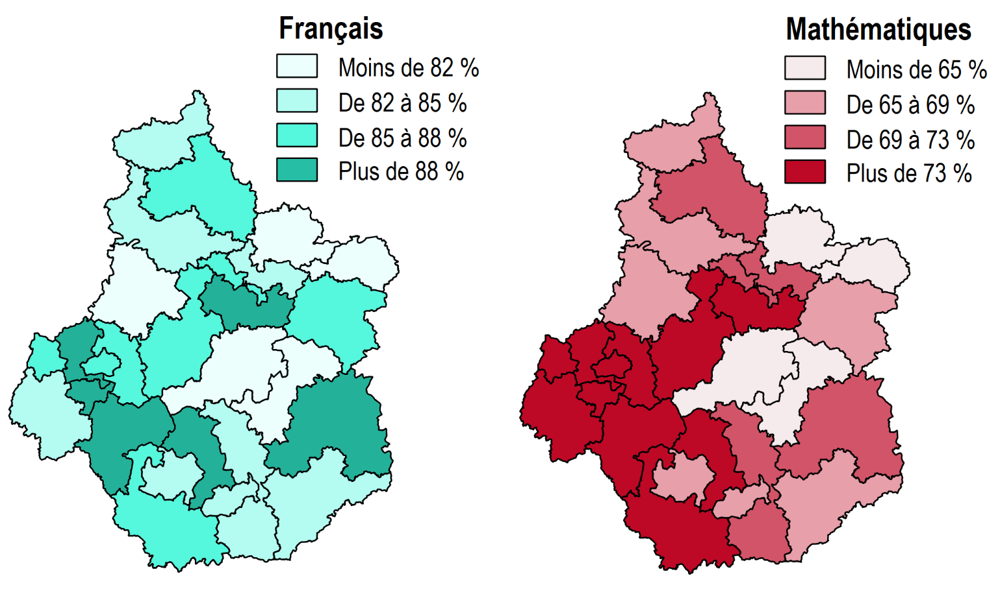 Français
Moins de 82 %
De 82 à 85 %
De 85 à 88 %
Plus de 88 %
Mathématiques
Moins de 65 %
De 65 à 69 %
De 69 à 73 %
Plus de 73 %